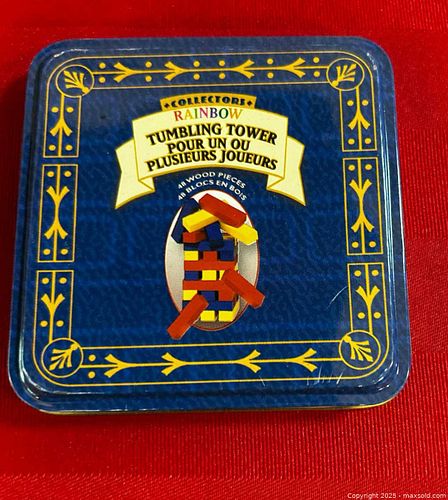 COLLECTORS
RAINBOW
TUMBLING TOWER
POUR UN OU
PLUSIEURS JOUEURS
48 WOOD PIECES
48 BLOCS EN BOIS
Copyright 2025 - maxsold.com